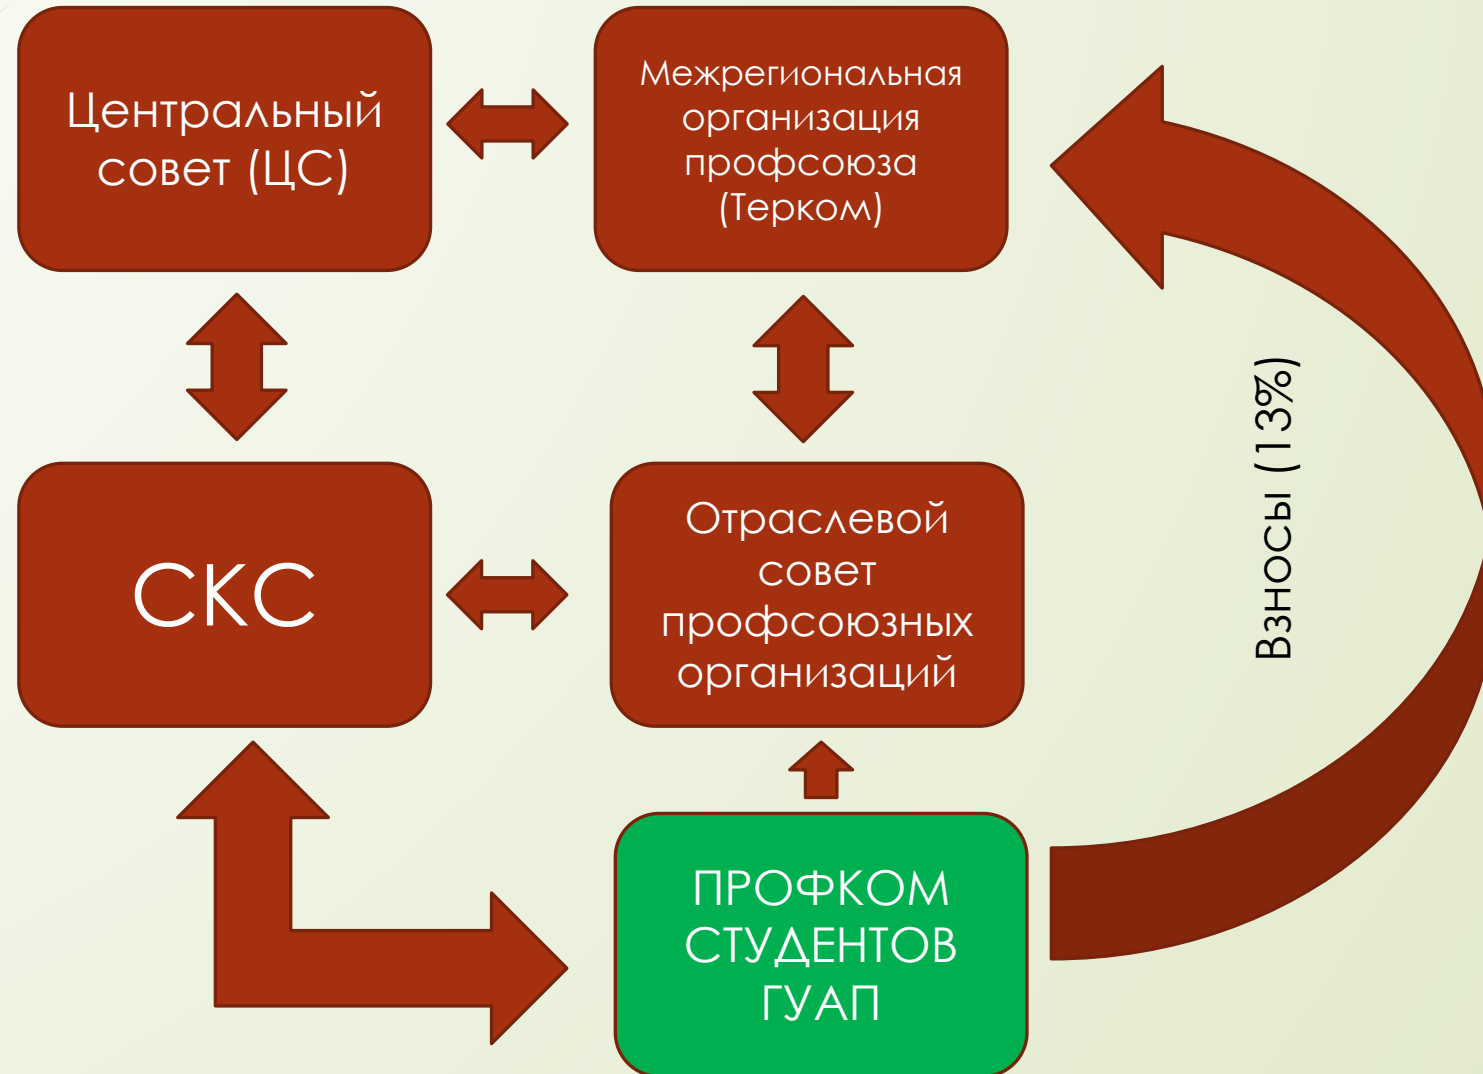 Центральный
совет (ЦС)
Межрегиональная
организация
профсоюза
(Терком)
СКС
Отраслевой
совет
профсоюзных
организаций
Взносы (13%)
ПРОФКОМ
СТУДЕНТОВ
ГУАП